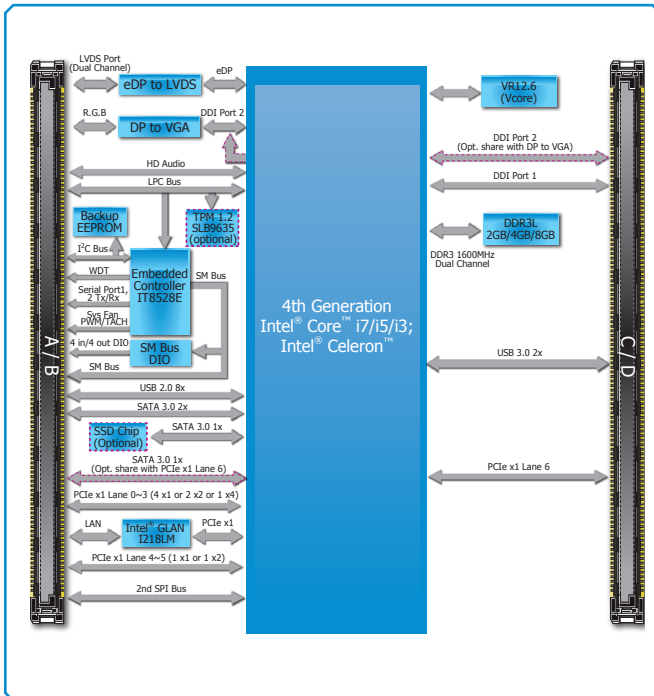 LVDS Port
(Dual Channel)
eDP to LVDS
eDP
R.G.B
DP to VGA
DDI Port 2
HD Audio
LPC Bus
Backup
EEPROM
TPM 1.2
SLB9635
(optional)
I²C Bus
WDT
Serial Port1,
2 Tx/Rx
Sys Fan
PWM/TACH
Embedded
Controller
IT8528E
SM Bus
4 in/4 out DIO
SM Bus
DIO
SM Bus
USB 2.0 8x
SATA 3.0 2x
SSD Chip
(Optional)
SATA 3.0 1x
SATA 3.0 1x
(Opt. share with PCIe x1 Lane 6)
PCIe x1 Lane 0~3 (4 x1 or 2 x2 or 1 x4)
LAN
Intel® GLAN
I218LM
PCIe x1
PCIe x1 Lane 4~5 (1 x1 or 1 x2)
2nd SPI Bus
A / B
4th Generation
Intel® Core™ i7/i5/i3;
Intel® Celeron™
VR12.6
(Vcore)
DDI Port 2
(Opt. share with DP to VGA)
DDI Port 1
DDR3L
2GB/4GB/8GB
DDR3 1600MHz
Dual Channel
USB 3.0 2x
PCIe x1 Lane 6
C / D